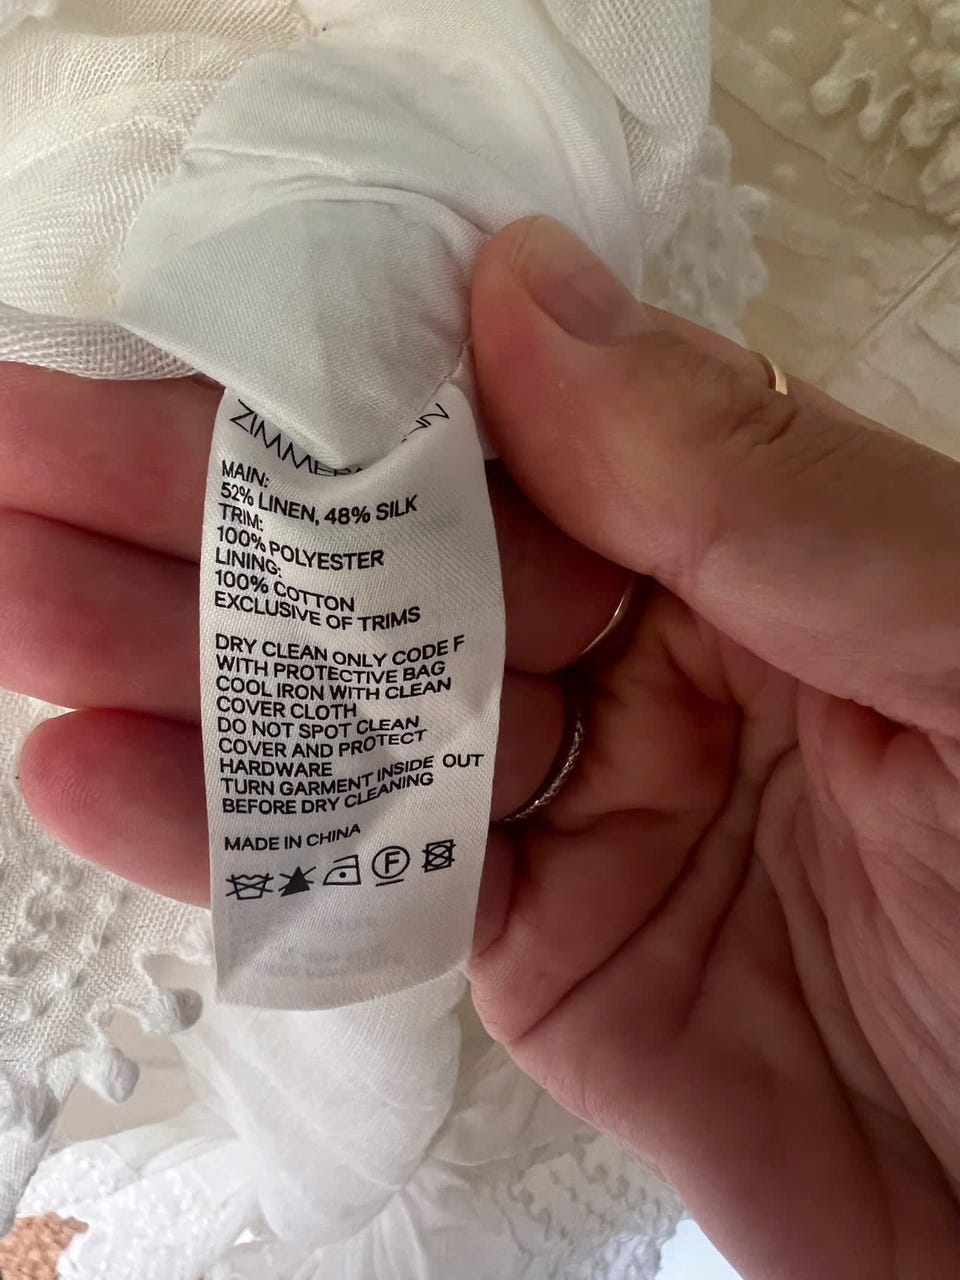 MAIN:
52% LINEN, 48% SILK
TRIM:
100% POLYESTER
LINING:
100% COTTON
EXCLUSIVE OF TRIMS
DRY CLEAN ONLY CODE F
WITH PROTECTIVE BAG
COOL IRON WITH CLEAN
COVER CLOTH
DO NOT SPOT CLEAN
COVER AND PROTECT
HARDWARE
TURN GARMENT INSIDE OUT
BEFORE DRY CLEANING
MADE IN CHINA
F